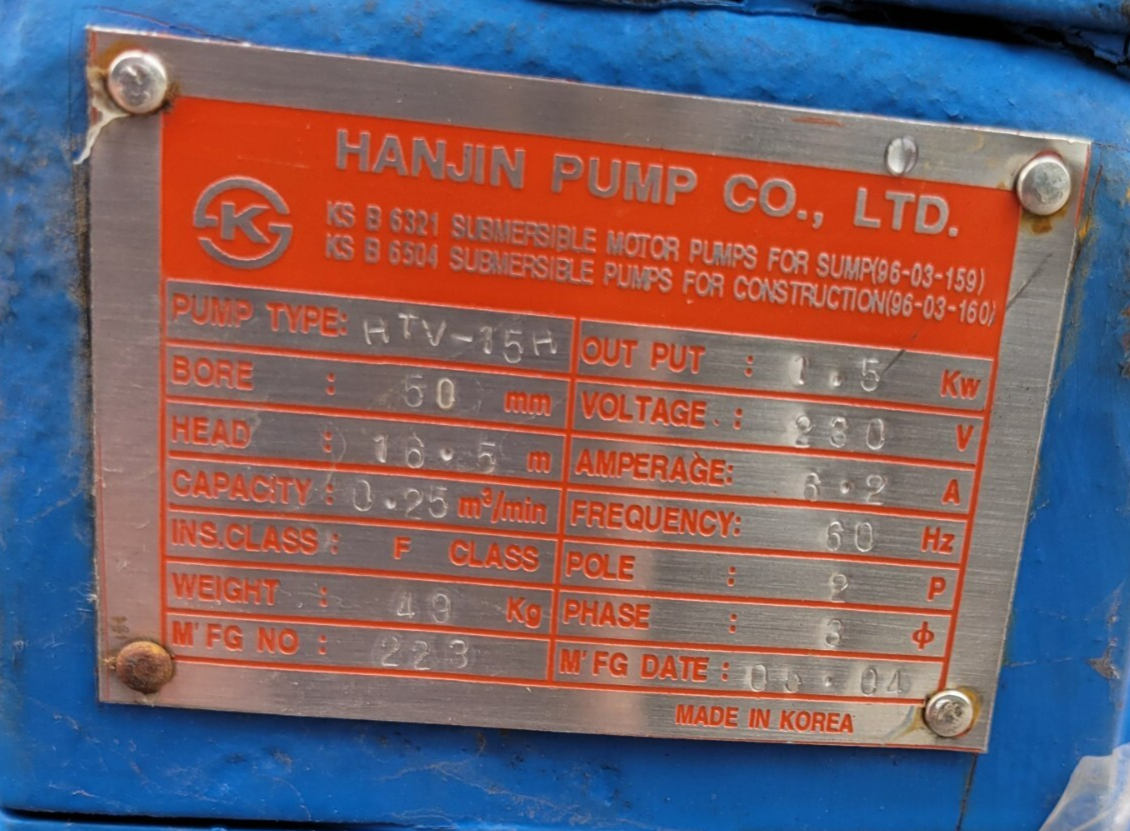 HANJIN PUMP CO., LTD.
K
KS B 6321 SUBMERSIBLE MOTOR PUMPS FOR SUMP(96-03-159)
KS B 6504 SUBMERSIBLE PUMPS FOR CONSTRUCTION(96-03-160)
PUMP TYPE: HTV-15H
OUT PUT : 1.5 Kw
BORE : 50 mm
VOLTAGE : 230 V
HEAD : 16.5 m
AMPERAGE: 6.2 A
CAPACITY : 0.25 m³/min
FREQUENCY: 60 Hz
INS.CLASS : F CLASS
POLE : 2 P
WEIGHT : 49 Kg
PHASE : 3 ϕ
M'FG NO : 223
M'FG DATE :
MADE IN KOREA